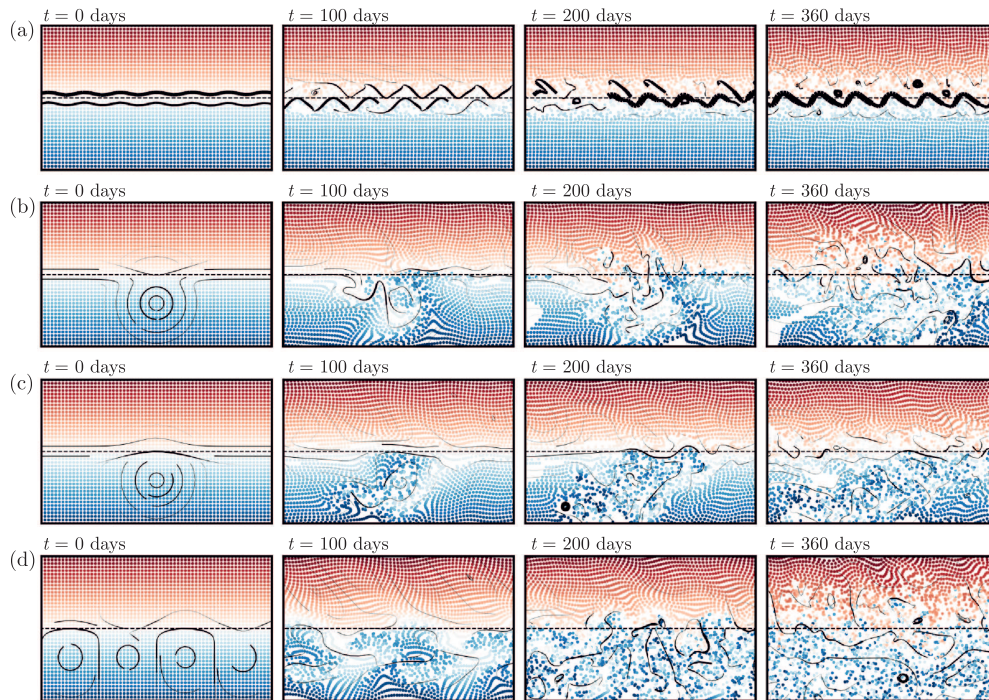 t = 0 days t = 100 days t = 200 days t = 360 days
(a)
t = 0 days t = 100 days t = 200 days t = 360 days
(b)
t = 0 days t = 100 days t = 200 days t = 360 days
(c)
t = 0 days t = 100 days t = 200 days t = 360 days
(d)